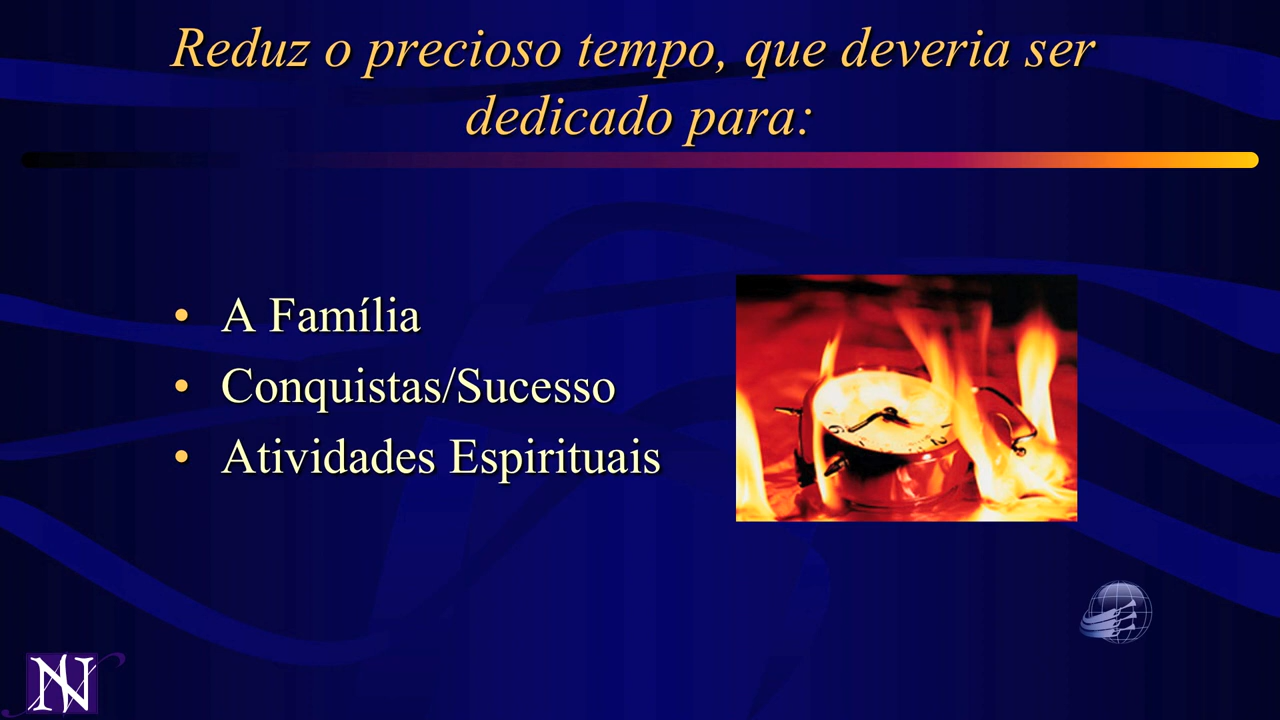 Reduz o precioso tempo, que deveria ser
dedicado para:
• A Família
• Conquistas/Sucesso
• Atividades Espirituais
N